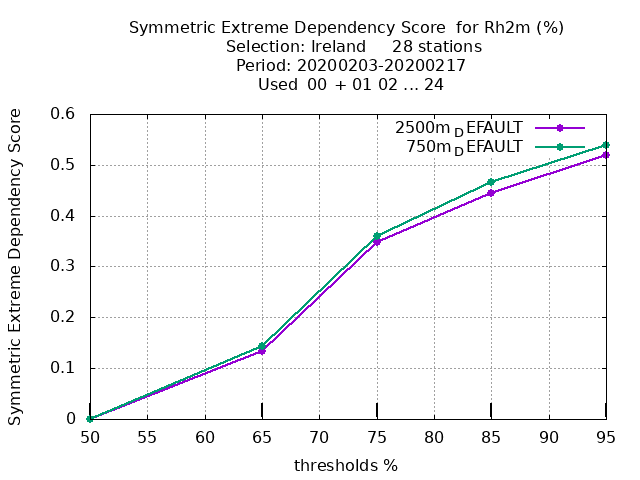 Symmetric Extreme Dependency Score  for Rh2m (%)
Selection: Ireland     28 stations
Period: 20200203-20200217
Used  00  + 01 02 ... 24
Symmetric Extreme Dependency Score
0.6
0.5
0.4
0.3
0.2
0.1
0
2500m_DEFAULT
750m_DEFAULT
50 55 60 65 70 75 80 85 90 95
thresholds %